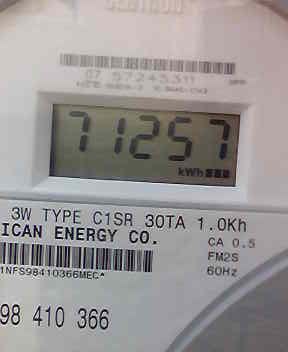 CENTRON
07 57245311
71257
kWh
3W TYPE C1SR 30TA 1.0Kh
ICAN ENERGY CO.
CA 0.5
FM2S
1NFS98410366MEC*
60Hz
98 410 366